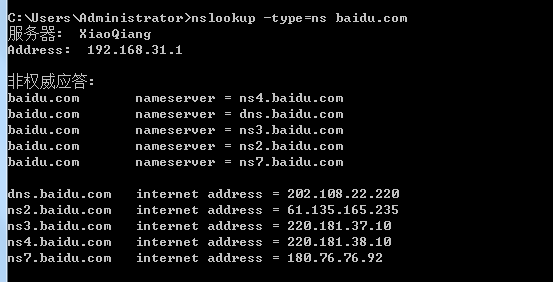 C:\Users\Administrator>nslookup -type=ns baidu.com
服务器:  XiaoQiang
Address:  192.168.31.1
非权威应答:
baidu.com       nameserver = ns4.baidu.com
baidu.com       nameserver = dns.baidu.com
baidu.com       nameserver = ns3.baidu.com
baidu.com       nameserver = ns2.baidu.com
baidu.com       nameserver = ns7.baidu.com
dns.baidu.com   internet address = 202.108.22.220
ns2.baidu.com   internet address = 61.135.165.235
ns3.baidu.com   internet address = 220.181.37.10
ns4.baidu.com   internet address = 220.181.38.10
ns7.baidu.com   internet address = 180.76.76.92